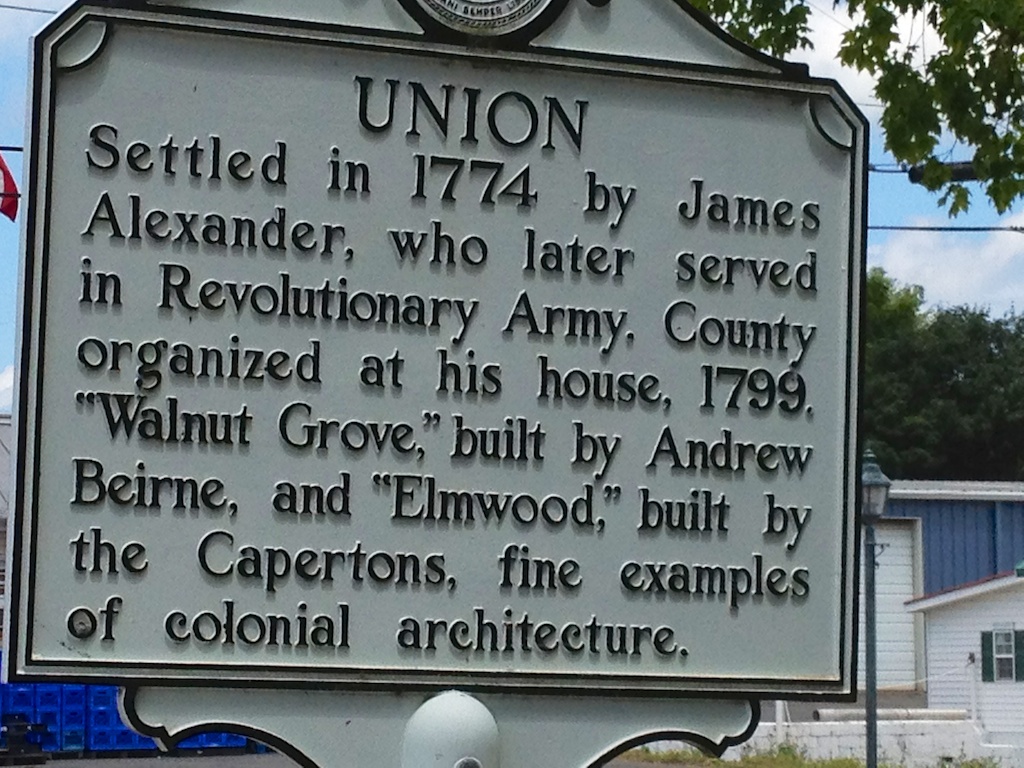 SEMPER
UNION
Settled in 1774 by James
Alexander, who later served
in Revolutionary Army. County
organized at his house, 1799.
"Walnut Grove," built by Andrew
Beirne, and "Elmwood," built by
the Capertons, fine examples
of colonial architecture.